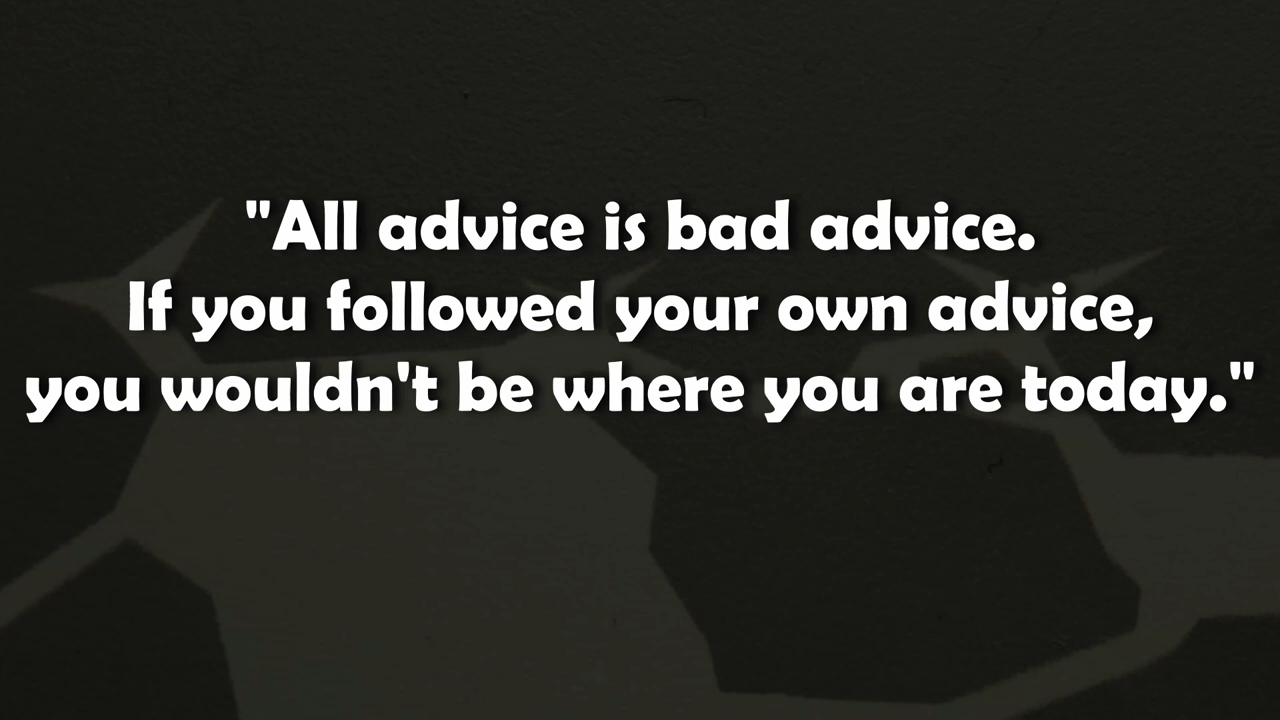 "All advice is bad advice.
If you followed your own advice,
you wouldn't be where you are today."